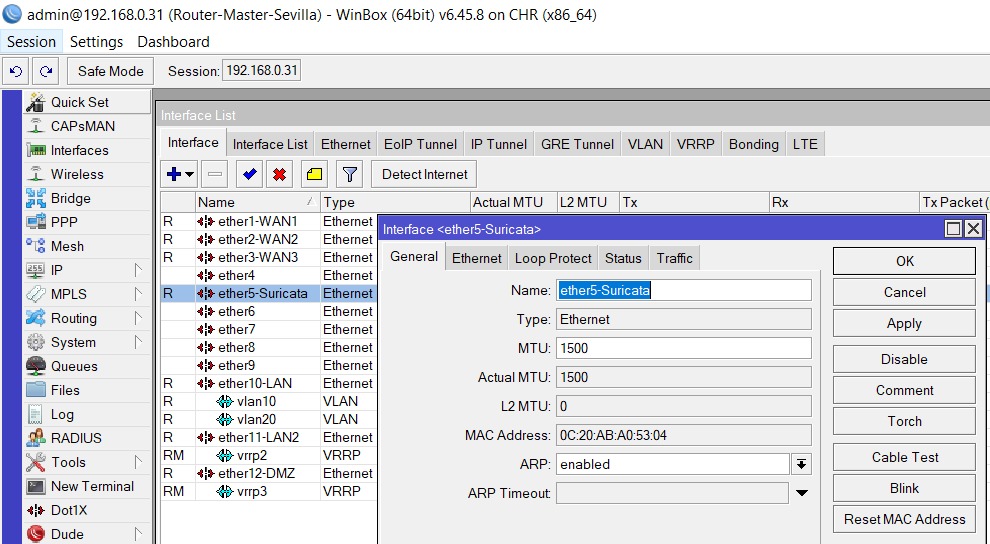 admin@192.168.0.31 (Router-Master-Sevilla) - WinBox (64bit) v6.45.8 on CHR (x86_64)
Session Settings Dashboard
Safe Mode Session: 192.168.0.31
Quick Set
CAPsMAN
Interfaces
Wireless
Bridge
PPP
Mesh
IP
MPLS
Routing
System
Queues
Files
Log
RADIUS
Tools
New Terminal
Dot1X
Dude
Interface List
Interface Interface List Ethernet EoIP Tunnel IP Tunnel GRE Tunnel VLAN VRRP Bonding LTE
Detect Internet
Name Type Actual MTU L2 MTU Tx Rx Tx Packet (
R ether1-WAN1 Ethernet
R ether2-WAN2 Ethernet
R ether3-WAN3 Ethernet
ether4 Ethernet
R ether5-Suricata Ethernet
ether6 Ethernet
ether7 Ethernet
ether8 Ethernet
ether9 Ethernet
R ether10-LAN Ethernet
R vlan10 VLAN
R vlan20 VLAN
R ether11-LAN2 Ethernet
RM vrrp2 VRRP
R ether12-DMZ Ethernet
RM vrrp3 VRRP
Interface <ether5-Suricata>
General Ethernet Loop Protect Status Traffic
Name: ether5-Suricata
Type: Ethernet
MTU: 1500
Actual MTU: 1500
L2 MTU: 0
MAC Address: 0C:20:AB:A0:53:04
ARP: enabled
ARP Timeout:
OK
Cancel
Apply
Disable
Comment
Torch
Cable Test
Blink
Reset MAC Address